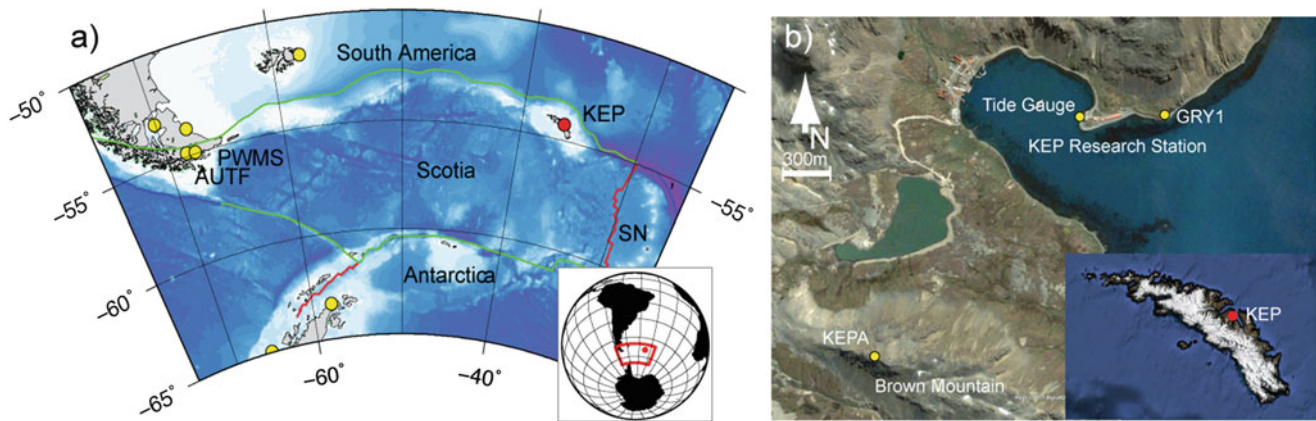 a)
South America
−50°
KEP
PWMS
AUTF
Scotia
−55°
−55°
SN
Antarctica
−60°
−65°
−60°
−40°
b)
Tide Gauge
GRY1
N
KEP Research Station
300m
KEPA
KEP
Brown Mountain